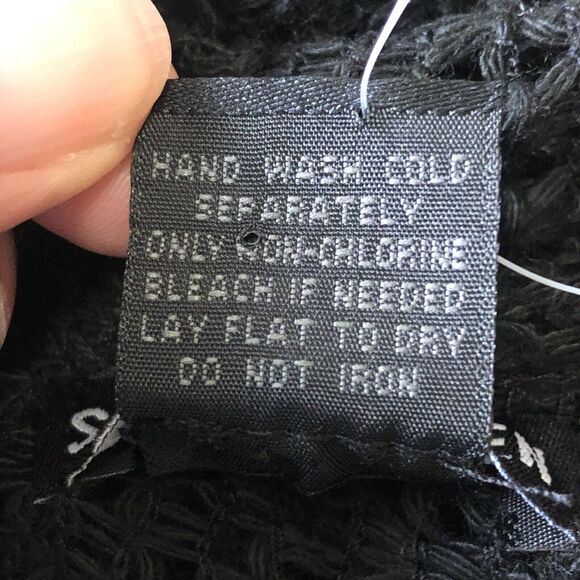 HAND WASH COLD
SEPARATELY
ONLY NON-CHLORINE
BLEACH IF NEEDED
LAY FLAT TO DRY
DO NOT IRON